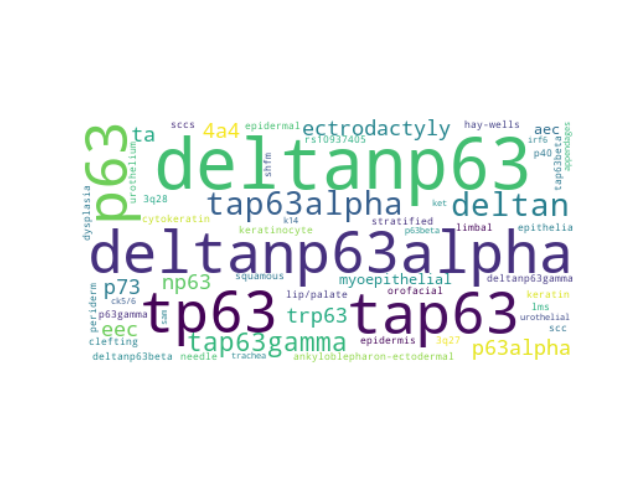 sccs
4a4
epidermal
ectrodactyly
hay-wells
aec
ta
rs10937405
irf6
p63
urothelium
deltanp63
shfm
p40
tap63beta
appendages
dysplasia
3q28
tap63alpha
ket
deltan
cytokeratin
k14
stratified
keratinocyte
p63beta
limbal
epithelia
deltanp63alpha
p73
np63
squamous
myoepithelial
deltanp63gamma
periderm
ck5/6
tp63
lip/palate
orofacial
tap63
keratin
p63gamma
sam
trp63
lms
urothelial
eec
scc
clefting
tap63gamma
epidermis
3q27
p63alpha
deltanp63beta
needle
trachea
ankyloblepharon-ectodermal